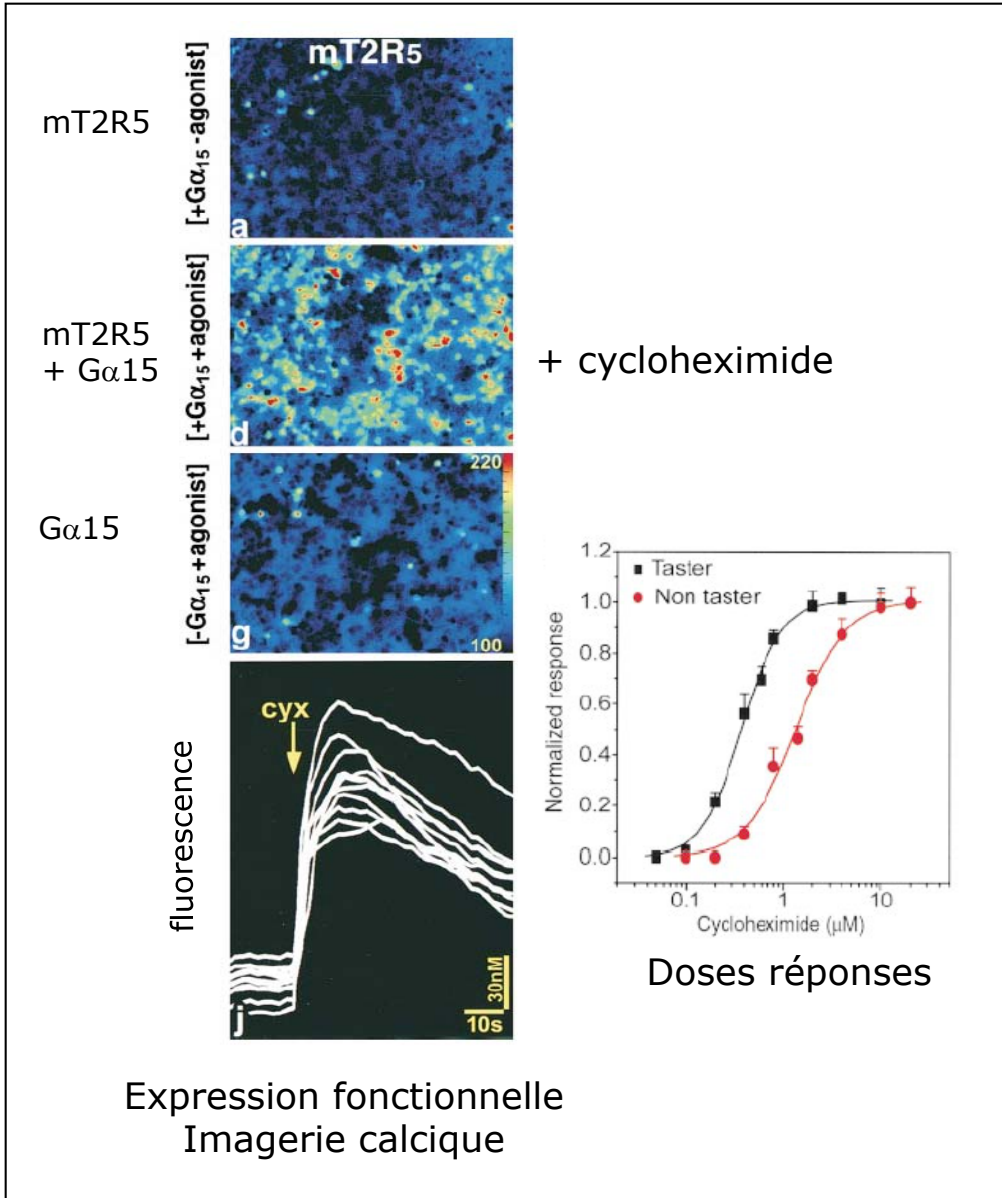 mT2R5
mT2R5
[+Gα15 -agonist]
a
mT2R5
+ Gα15
[+Gα15 +agonist]
d
+ cycloheximide
Gα15
[-Gα15 +agonist]
220
100
g
fluorescence
cyx
j
30nM
10s
Expression fonctionnelle
Imagerie calcique
Normalized response
1.2
1.0
0.8
0.6
0.4
0.2
0.0
Taster
Non taster
0.1 1 10
Cycloheximide (μM)
Doses réponses